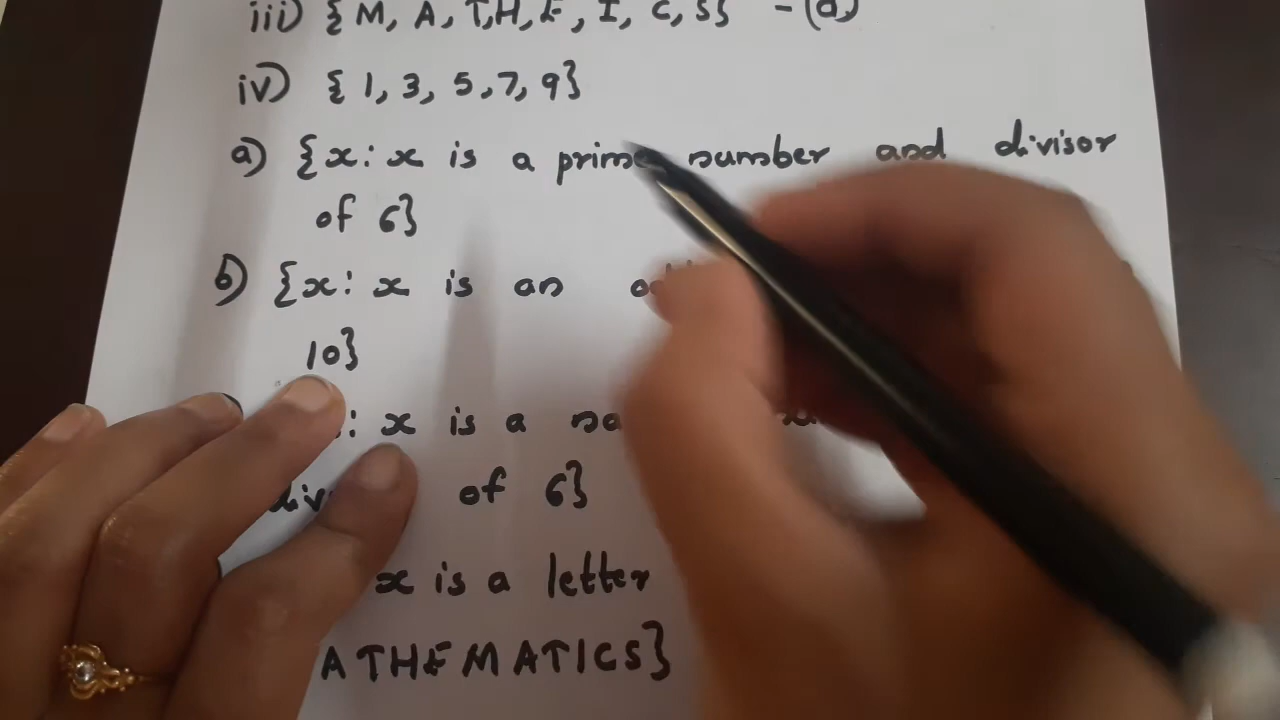 iii) {M, A, T, H, E, I, C, S} - (d)
iv) { 1, 3, 5, 7, 9}
a) {x: x is a prime number and divisor
of 6}
b) {x: x is an
10}
: x is a
of 6}
x is a letter
ATHEMATICS}